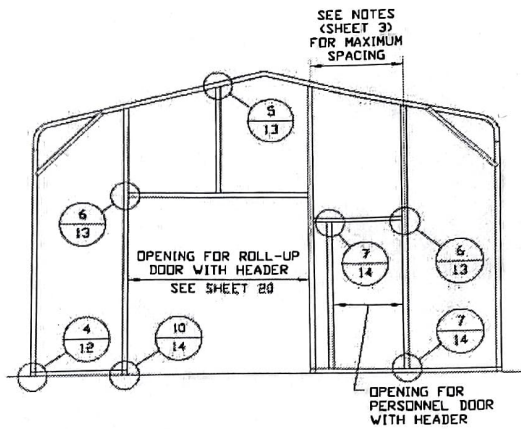 SEE NOTES
(SHEET 3)
FOR MAXIMUM
SPACING
5
13
6
13
OPENING FOR ROLL-UP
DOOR WITH HEADER
SEE SHEET 20
7
14
6
13
4
12
10
14
7
14
OPENING FOR
PERSONNEL DOOR
WITH HEADER